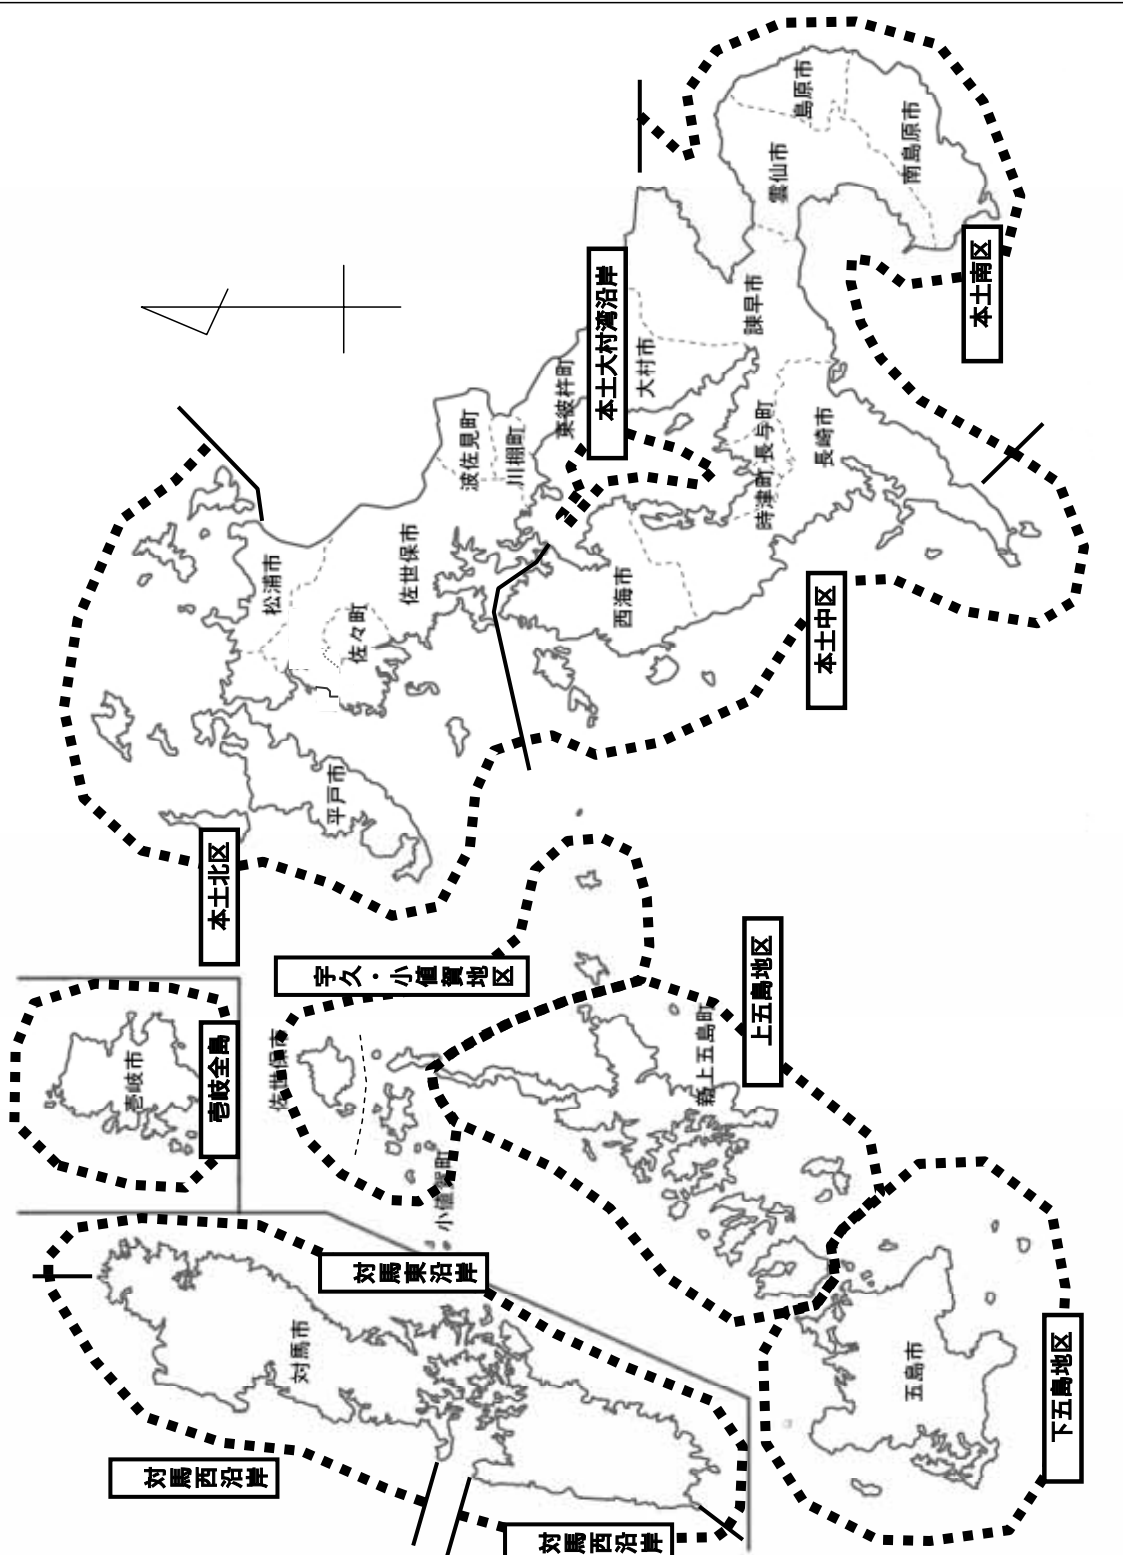 島原市
南島原市
雲仙市
本土南区
諫早市
本土大村湾沿岸
大村市
東彼杵町
波佐見町
川棚町
長与町
時津町
長崎市
佐世保市
松浦市
佐々町
西海市
本土中区
平戸市
本土北区
宇久・小値賀地区
上五島地区
新上五島町
壱岐市
壱岐全島
佐世保市
小値賀町
対馬東沿岸
対馬市
対馬西沿岸
対馬西沿岸
五島市
下五島地区